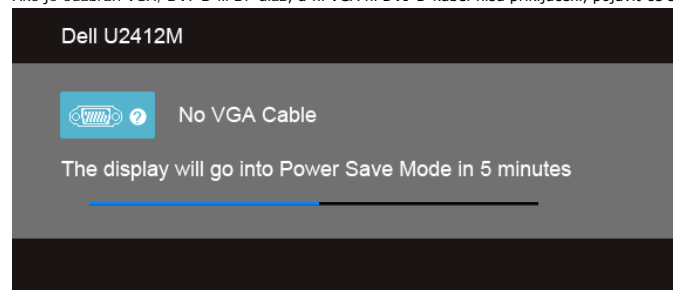 Dell U2412M
No VGA Cable
The display will go into Power Save Mode in 5 minutes